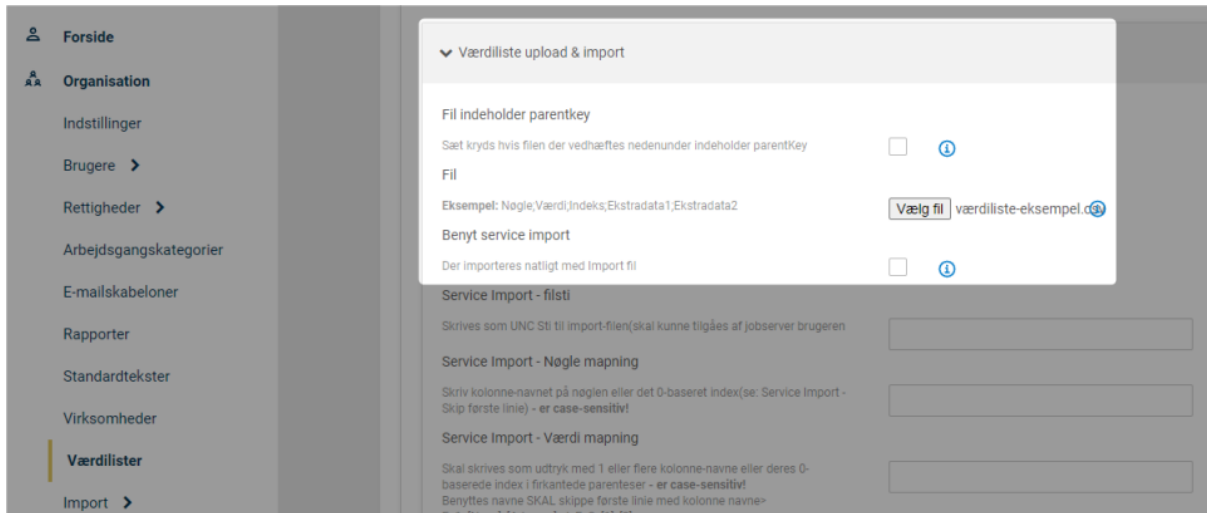 Forside
Organisation
Indstillinger
Brugere
Rettigheder
Arbejdsgangskategorier
E-mailskabeloner
Rapporter
Standardtekster
Virksomheder
Værdilister
Import
Værdiliste upload & import
Fil indeholder parentkey
Sæt kryds hvis filen der vedhæftes nedenunder indeholder parentKey
Fil
Eksempel: Nøgle;Værdi;Indeks;Ekstradata1;Ekstradata2
Vælg fil værdiliste-eksempel.csv
Benyt service import
Der importeres natligt med Import fil
Service Import - filsti
Skrives som UNC Sti til import-filen(skal kunne tilgåes af jobserver brugeren
Service Import - Nøgle mapning
Skriv kolonne-navnet på nøglen eller det 0-baseret index(se: Service Import -
Skip første linie) - er case-sensitiv!
Service Import - Værdi mapning
Skal skrives som udtryk med 1 eller flere kolonne-navne eller deres 0-
baserede index i firkantede parenteser - er case-sensitiv!
Benyttes navne SKAL skippe første linie med kolonne navne>